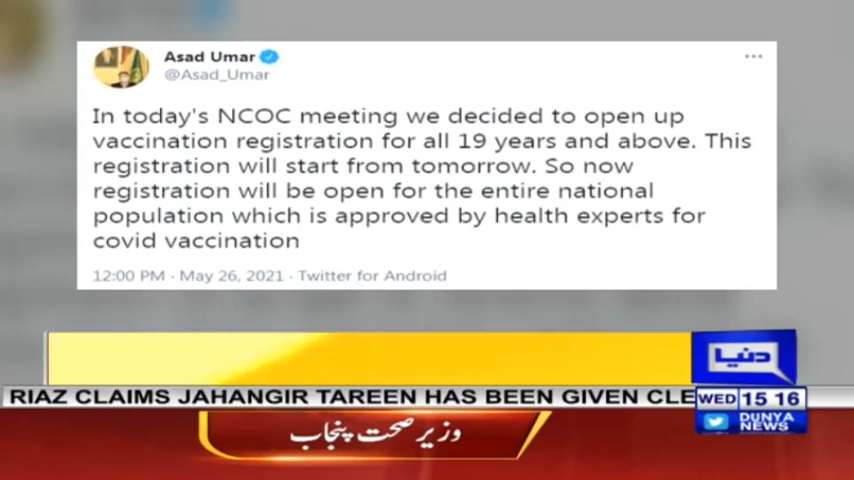 Asad Umar
@Asad_Umar
In today's NCOC meeting we decided to open up
vaccination registration for all 19 years and above. This
registration will start from tomorrow. So now
registration will be open for the entire national
population which is approved by health experts for
covid vaccination
12:00 PM · May 26, 2021 · Twitter for Android
دنیا
RIAZ CLAIMS JAHANGIR TAREEN HAS BEEN GIVEN CLE
WED 15 16
DUNYA
NEWS
وزیر صحت پنجاب